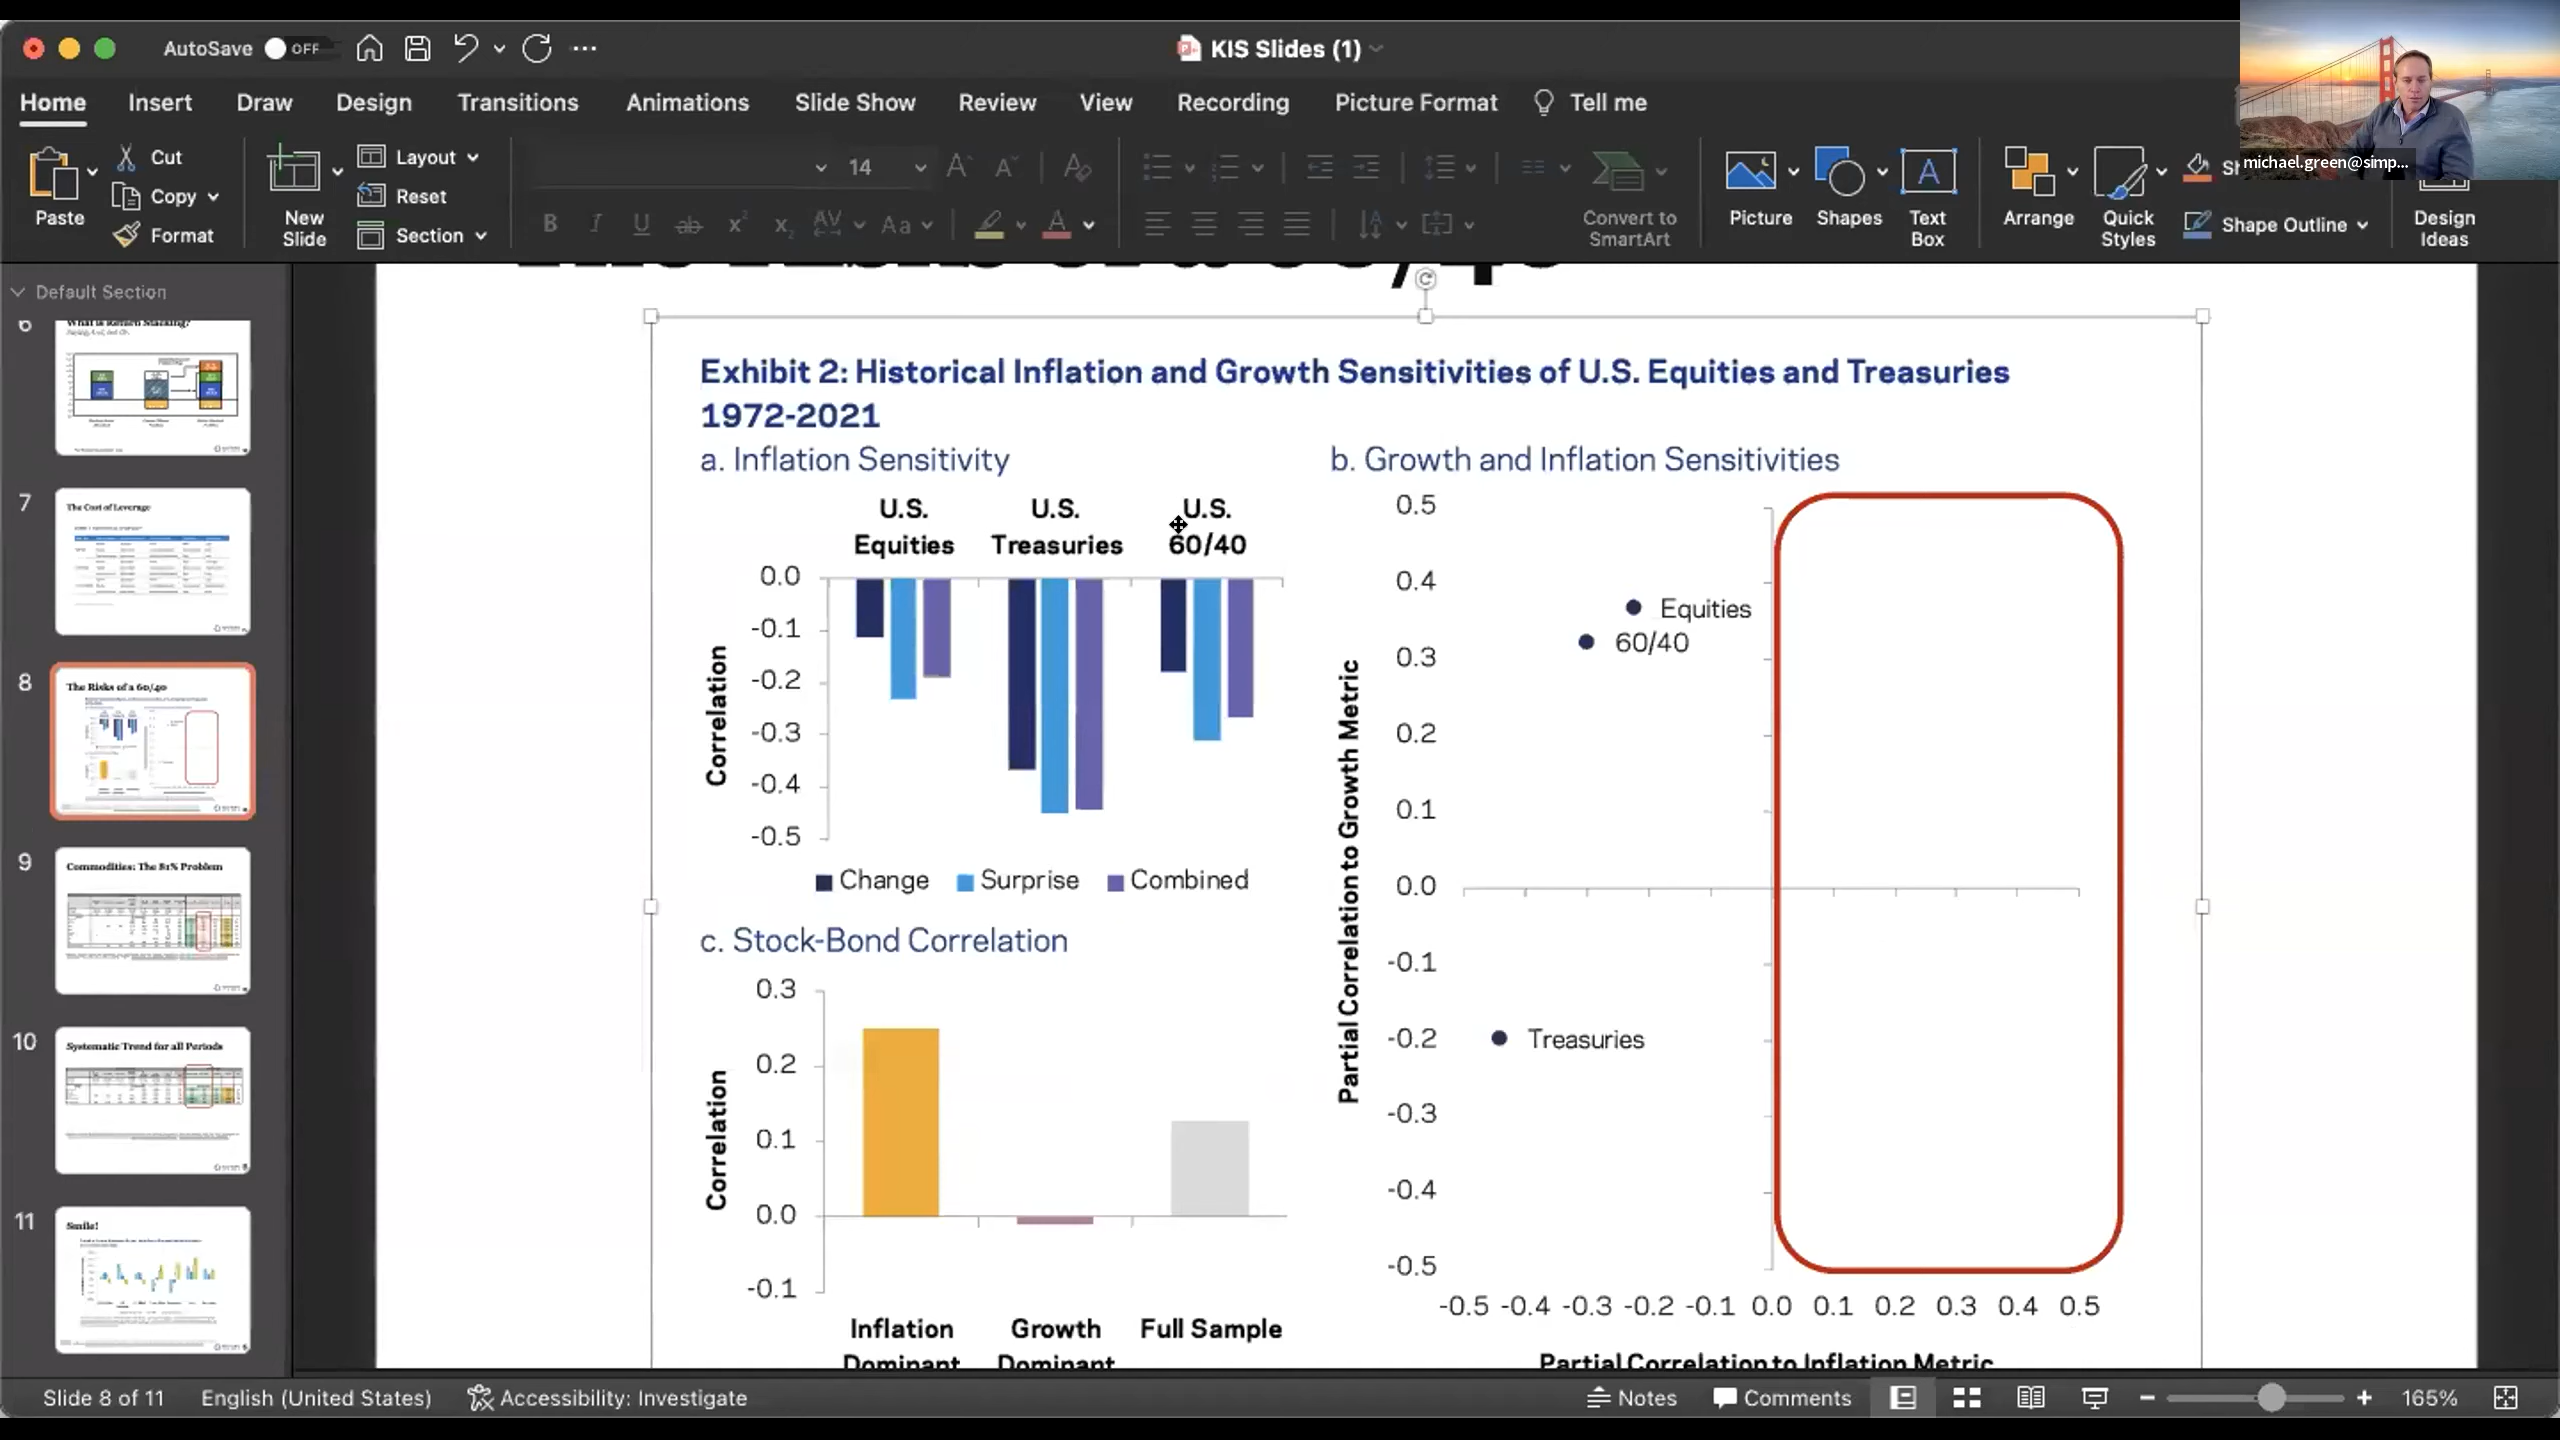 AutoSave OFF
KIS Slides (1)
Home Insert Draw Design Transitions Animations Slide Show Review View Recording Picture Format Tell me
Paste
Cut
Copy
Format
New Slide
Layout
Reset
Section
14
Convert to SmartArt
Picture
Shapes
Text Box
Arrange
Quick Styles
Shape Outline
Design Ideas
michael.green@simp...
Default Section
6
What is Return Stacking?
7
The Cost of Leverage
8
The Risks of a 60/40
9
Commodities: The 81% Problem
10
Systematic Trend for all Periods
11
Smile!
Exhibit 2: Historical Inflation and Growth Sensitivities of U.S. Equities and Treasuries
1972-2021
a. Inflation Sensitivity
U.S. Equities
U.S. Treasuries
U.S. 60/40
Correlation
0.0
-0.1
-0.2
-0.3
-0.4
-0.5
Change Surprise Combined
c. Stock-Bond Correlation
Correlation
0.3
0.2
0.1
0.0
-0.1
Inflation Dominant
Growth Dominant
Full Sample
b. Growth and Inflation Sensitivities
Partial Correlation to Growth Metric
0.5
0.4
0.3
0.2
0.1
0.0
-0.1
-0.2
-0.3
-0.4
-0.5
Equities
60/40
Treasuries
-0.5 -0.4 -0.3 -0.2 -0.1 0.0 0.1 0.2 0.3 0.4 0.5
Partial Correlation to Inflation Metric
Slide 8 of 11
English (United States)
Accessibility: Investigate
Notes
Comments
165%